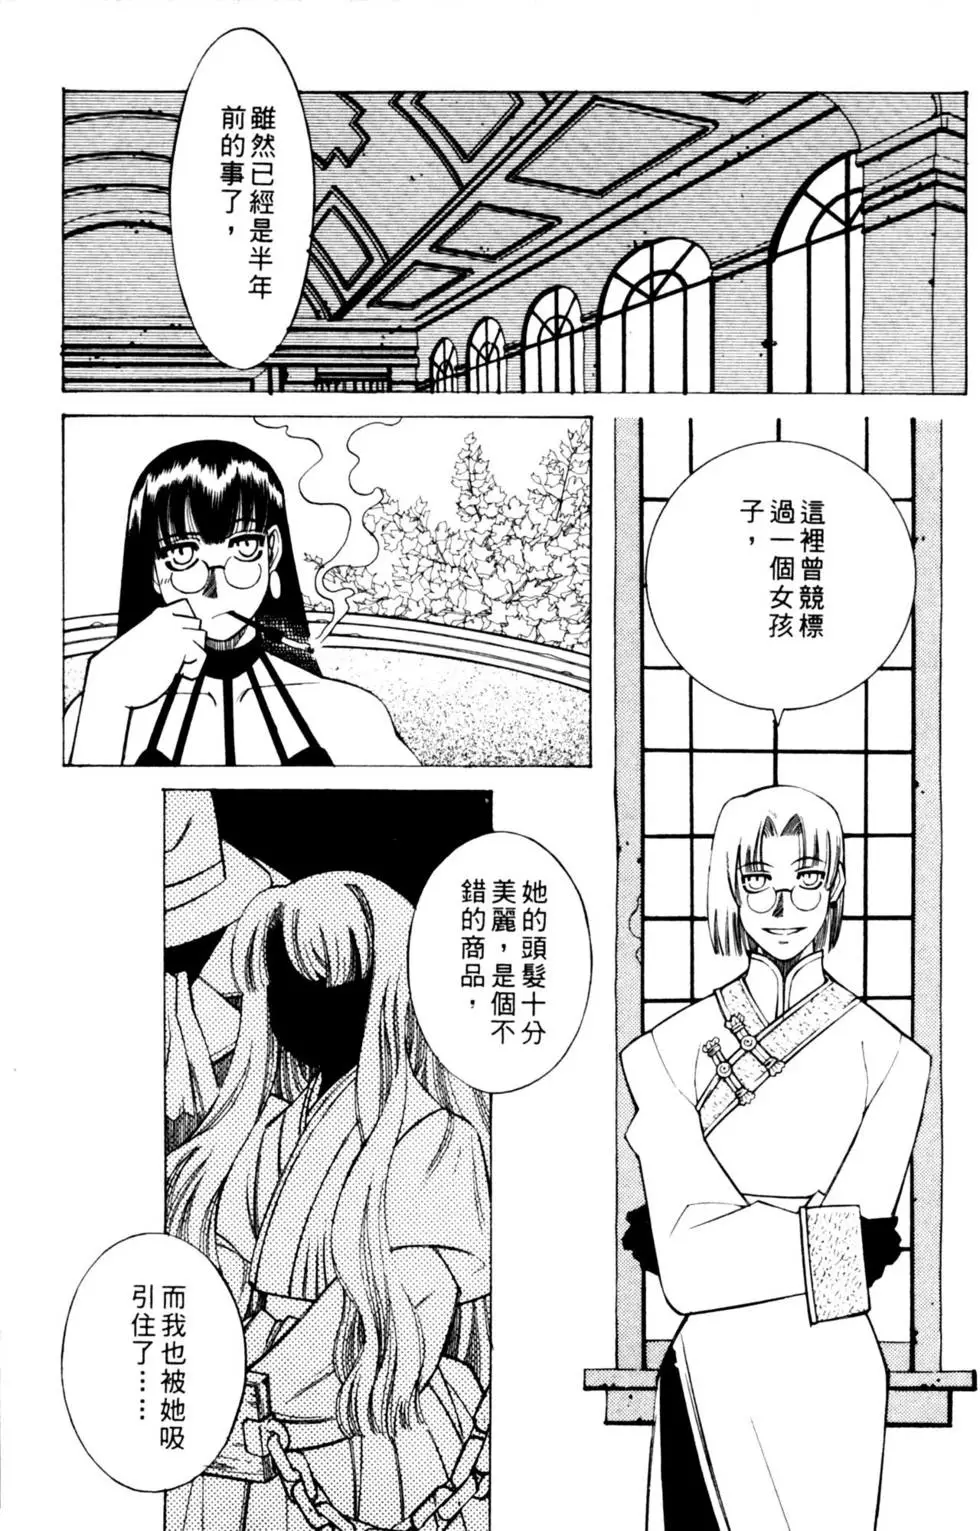 雖然已經是半年
前的事了，
這裡曾競標
過一個女孩
子，
她的頭髮十分
美麗，是個不
錯的商品，
而我也被她吸
引住了……